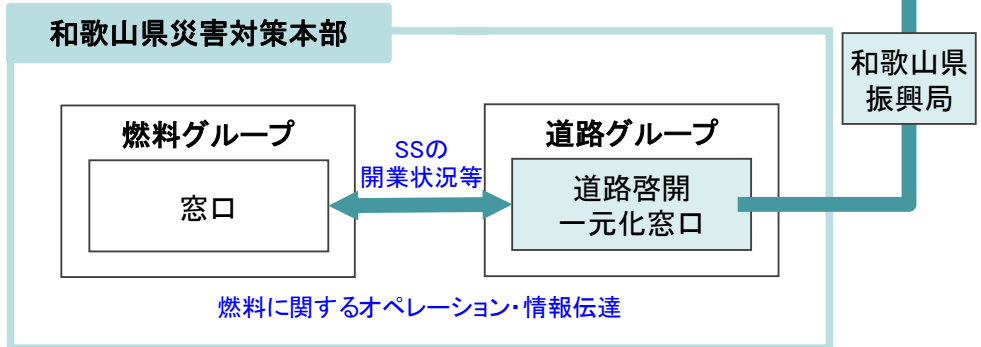 和歌山県災害対策本部
和歌山県
振興局
燃料グループ
窓口
SSの
開業状況等
道路グループ
道路啓開
一元化窓口
燃料に関するオペレーション・情報伝達